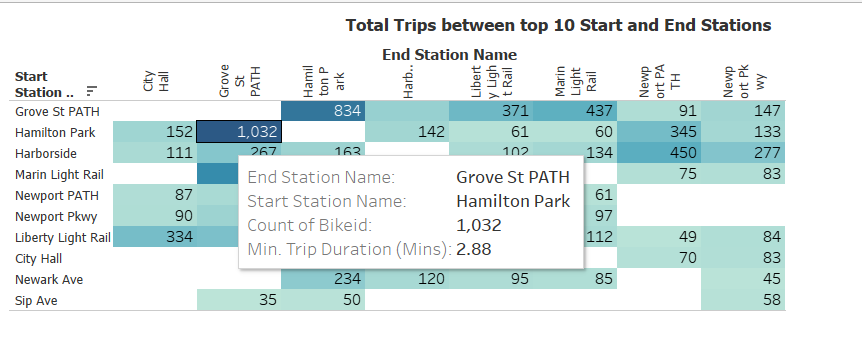 Total Trips between top 10 Start and End Stations
End Station Name
Start
Station ..
City
Hall
Grove
St
PATH
Hamil
ton P
ark
Harb..
Libert
y Ligh
t Rail
Marin
Light
Rail
Newp
ort PA
TH
Newp
ort Pk
wy
Grove St PATH 834 371 437 91 147
Hamilton Park 152 1,032 142 61 60 345 133
Harborside 111 267 163 102 134 450 277
Marin Light Rail 75 83
Newport PATH 87 61
Newport Pkwy 90 97
Liberty Light Rail 334 112 49 84
City Hall 70 83
Newark Ave 234 120 95 85 45
Sip Ave 35 50 58
End Station Name: Grove St PATH
Start Station Name: Hamilton Park
Count of Bikeid: 1,032
Min. Trip Duration (Mins): 2.88